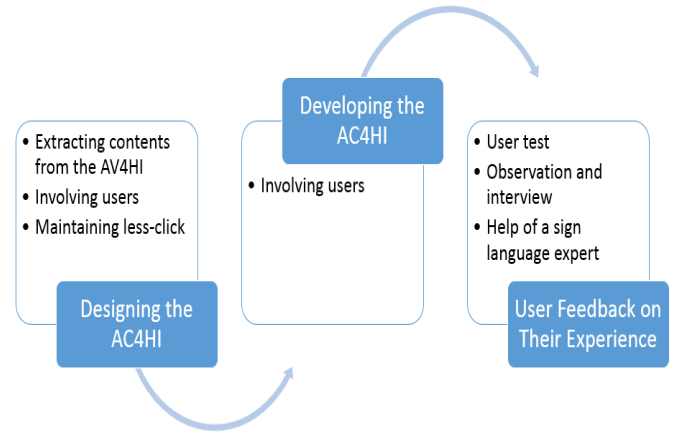 • Extracting contents
from the AV4HI
• Involving users
• Maintaining less-click
Designing the
AC4HI
Developing the
AC4HI
• Involving users
• User test
• Observation and
interview
• Help of a sign
language expert
User Feedback on
Their Experience